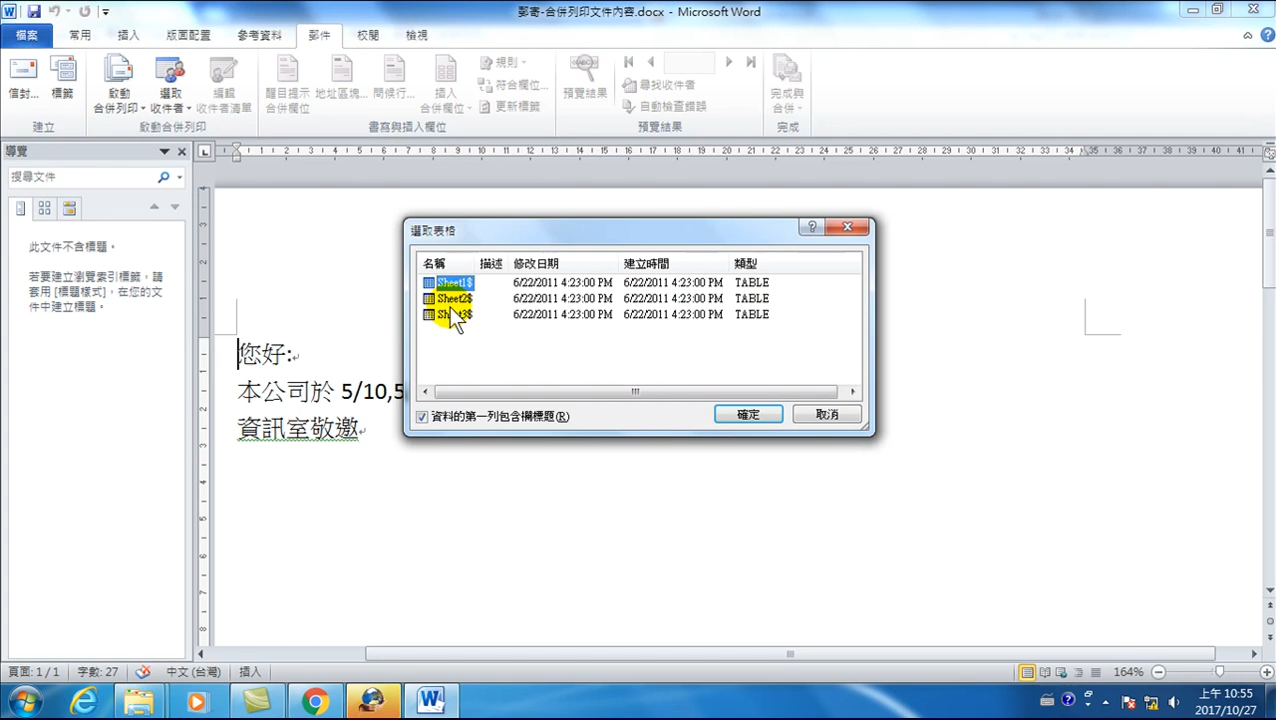 郵寄-合併列印文件內容.docx - Microsoft Word
檔案 常用 插入 版面配置 參考資料 郵件 校閱 檢視
信封... 標籤 啟動 合併列印 選取 收件者 編輯 收件者清單 醒目提示 合併欄位 地址區塊... 問候行... 插入 合併欄位 規則 符合欄位... 更新標籤 預覽結果 尋找收件者 自動檢查錯誤 完成與 合併
建立 啟動合併列印 書寫與插入欄位 預覽結果 完成
導覽
搜尋文件
此文件不含標題。
若要建立瀏覽索引標籤，請
套用 [標題樣式]，在您的文
件中建立標題。
選取表格
名稱 描述 修改日期 建立時間 類型
Sheet1$ 6/22/2011 4:23:00 PM 6/22/2011 4:23:00 PM TABLE
Sheet2$ 6/22/2011 4:23:00 PM 6/22/2011 4:23:00 PM TABLE
6/22/2011 4:23:00 PM 6/22/2011 4:23:00 PM TABLE
資料的第一列包含欄標題(R) 確定 取消
您好:
本公司於 5/10,5
資訊室敬邀
頁面: 1 / 1 字數: 27 中文 (台灣) 插入 164%
上午 10:55
2017/10/27